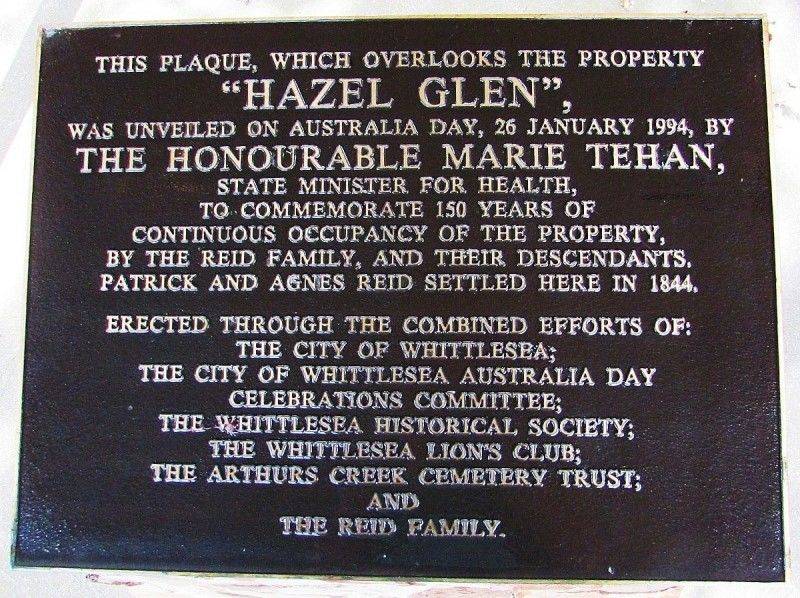 THIS PLAQUE, WHICH OVERLOOKS THE PROPERTY
“HAZEL GLEN”,
WAS UNVEILED ON AUSTRALIA DAY, 26 JANUARY 1994, BY
THE HONOURABLE MARIE TEHAN,
STATE MINISTER FOR HEALTH,
TO COMMEMORATE 150 YEARS OF
CONTINUOUS OCCUPANCY OF THE PROPERTY,
BY THE REID FAMILY, AND THEIR DESCENDANTS.
PATRICK AND AGNES REID SETTLED HERE IN 1844.
ERECTED THROUGH THE COMBINED EFFORTS OF:
THE CITY OF WHITTLESEA;
THE CITY OF WHITTLESEA AUSTRALIA DAY
CELEBRATIONS COMMITTEE;
THE WHITTLESEA HISTORICAL SOCIETY;
THE WHITTLESEA LION'S CLUB;
THE ARTHURS CREEK CEMETERY TRUST;
AND
THE REID FAMILY.